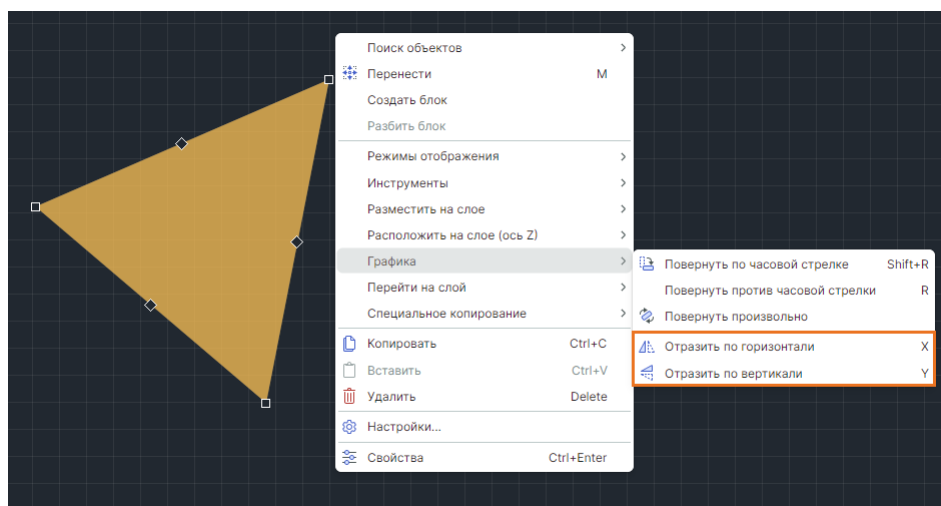 Поиск объектов
Перенести M
Создать блок
Разбить блок
Режимы отображения
Инструменты
Разместить на слое
Расположить на слое (ось Z)
Графика
Перейти на слой
Специальное копирование
Копировать Ctrl+C
Вставить Ctrl+V
Удалить Delete
Настройки...
Свойства Ctrl+Enter
Повернуть по часовой стрелке Shift+R
Повернуть против часовой стрелки R
Повернуть произвольно
Отразить по горизонтали X
Отразить по вертикали Y